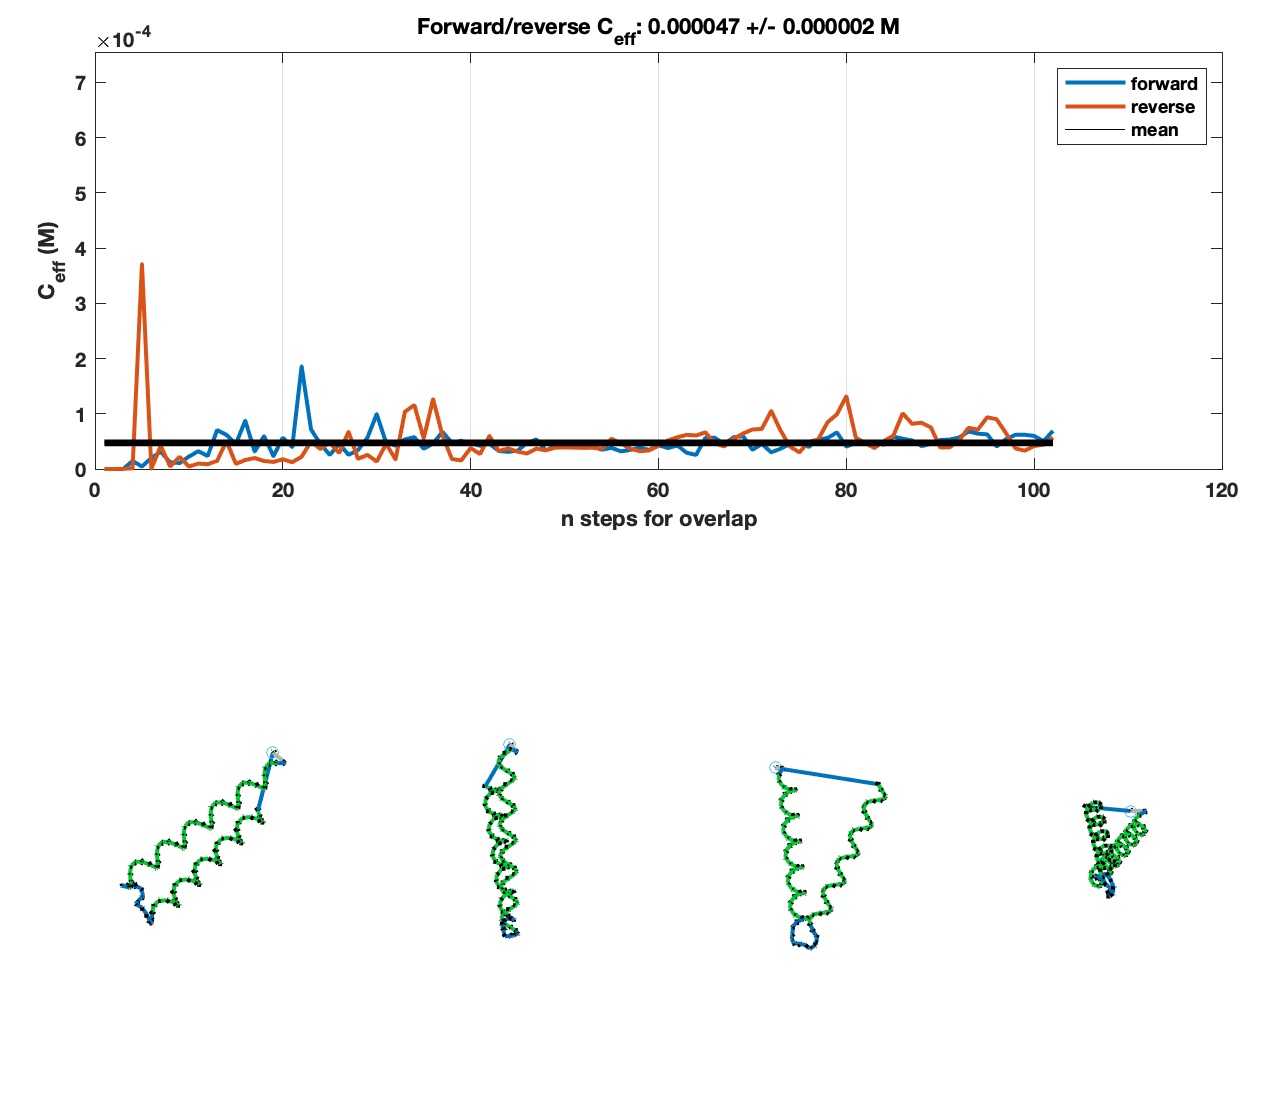 Forward/reverse C_eff: 0.000047 +/- 0.000002 M
×10^-4
7
6
5
4
3
2
1
0
C_eff (M)
forward
reverse
mean
0 20 40 60 80 100 120
n steps for overlap